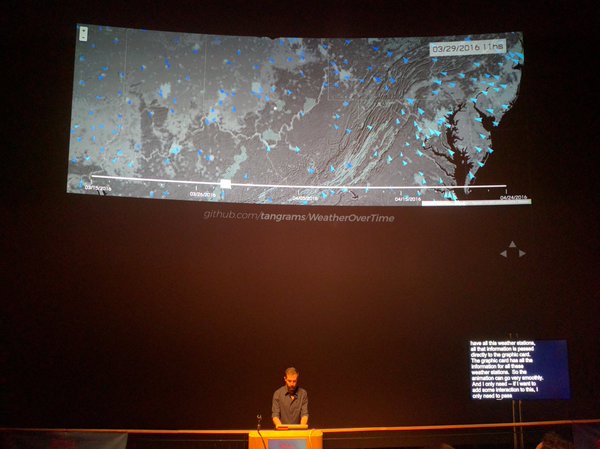 03/29/2016 11hs
03/15/2016
03/26/2016
04/05/2016
04/15/2016
04/24/2016
github.com/tangrams/WeatherOverTime
have all this weather stations,
all that information is passed
directly to the graphic card.
The graphic card has all the
information for all these
weather stations. So the
animation can go very smoothly.
And I only need -- if I want to
add some interaction to this, I
only need to pass